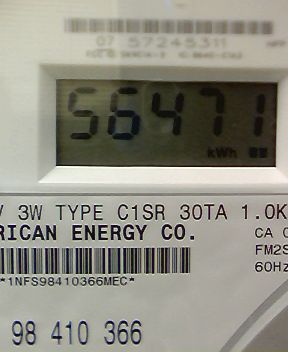 07 57245311
56471
kWh
V 3W TYPE C1SR 30TA 1.0K
RICAN ENERGY CO.
CA 0
FM2S
60Hz
*1NFS98410366MEC*
98 410 366